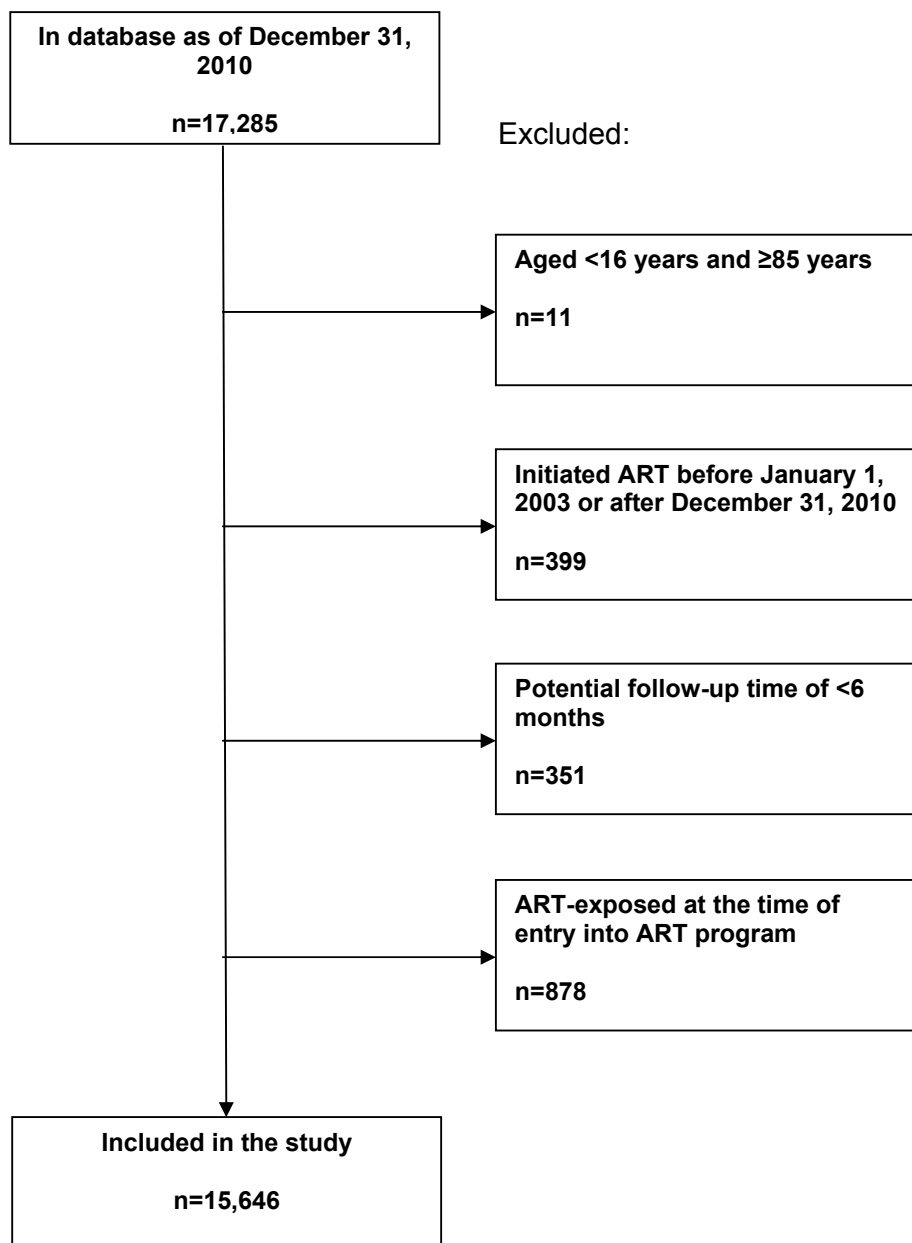 In database as of December 31,
2010
n=17,285
Excluded:
Aged <16 years and ≥85 years
n=11
Initiated ART before January 1,
2003 or after December 31, 2010
n=399
Potential follow-up time of <6
months
n=351
ART-exposed at the time of
entry into ART program
n=878
Included in the study
n=15,646